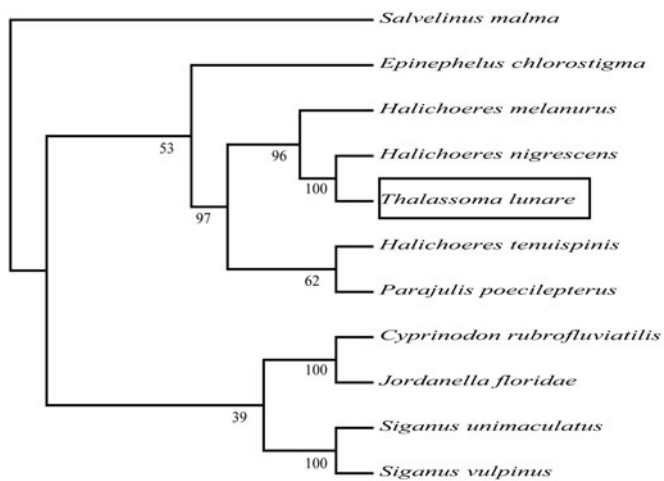 Salvelinus malma
Epinephelus chlorostigma
Halichoeres melanurus
Halichoeres nigrescens
Thalassoma lunare
Halichoeres tenuispinis
Parajulis poecilepterus
Cyprinodon rubrofluviatilis
Jordanella floridae
Siganus unimaculatus
Siganus vulpinus
53
96
100
97
62
100
39
100